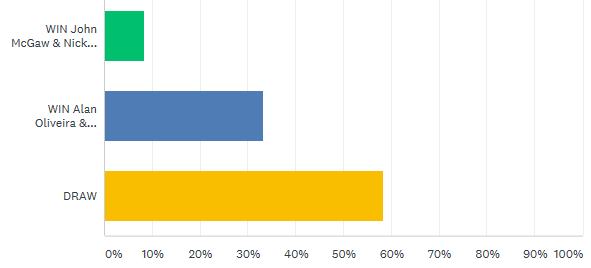 WIN John
McGaw & Nick...
WIN Alan
Oliveira &...
DRAW
0% 10% 20% 30% 40% 50% 60% 70% 80% 90% 100%